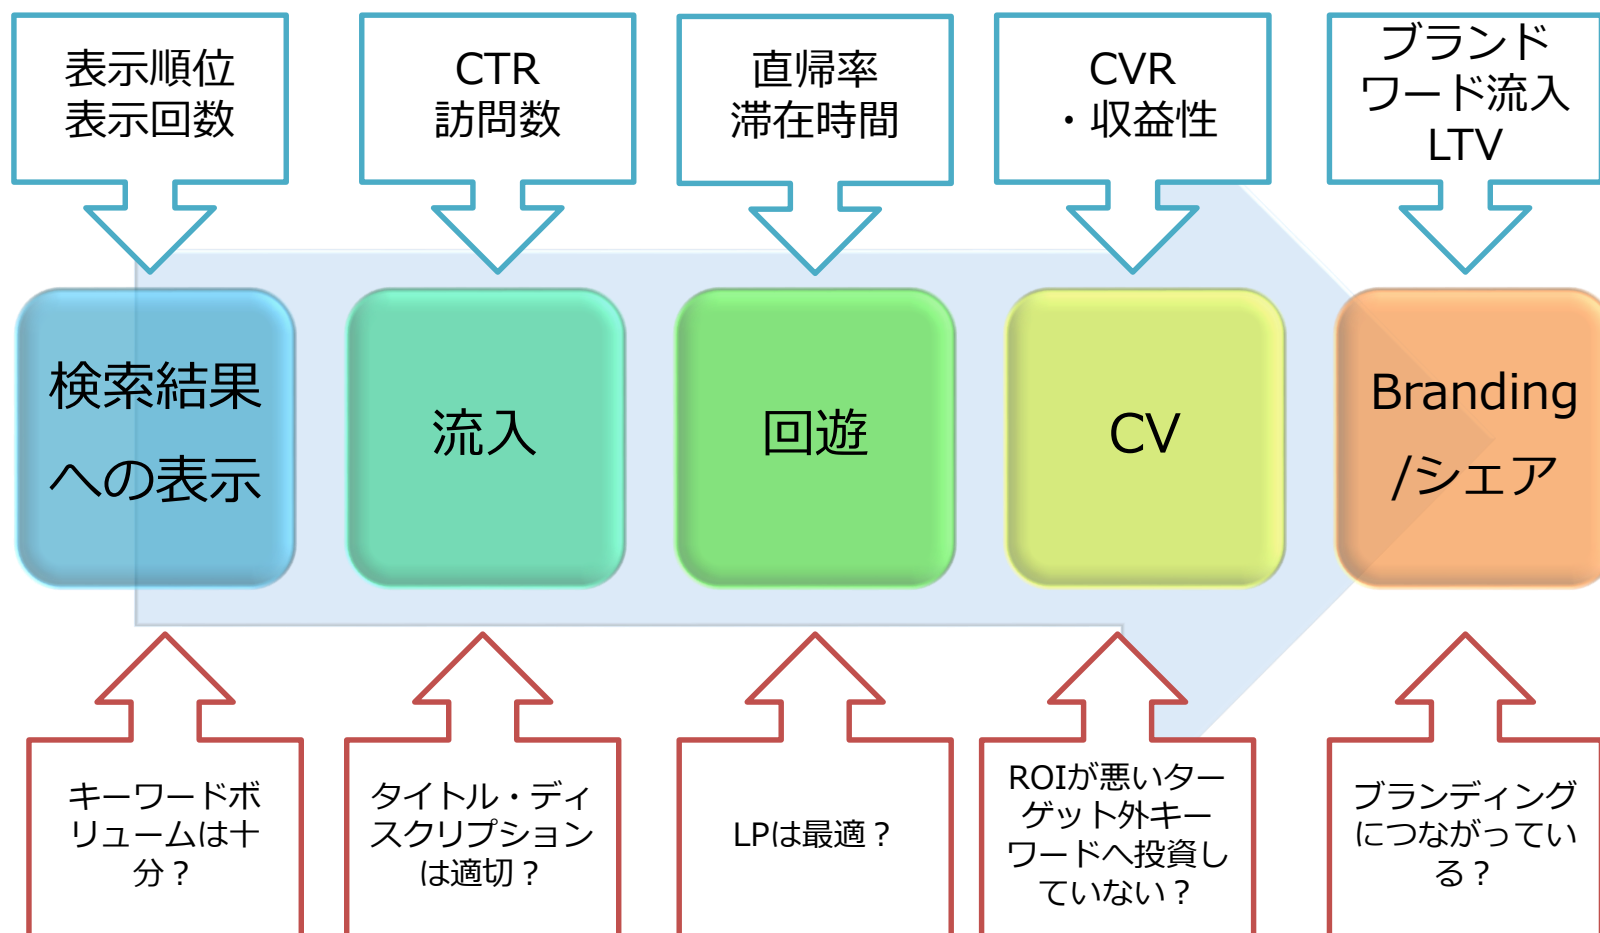 表示順位
表示回数
CTR
訪問数
直帰率
滞在時間
CVR
・収益性
ブランド
ワード流入
LTV
検索結果
への表示
流入
回遊
CV
Branding
/シェア
キーワードボ
リュームは十
分？
タイトル・ディ
スクリプション
は適切？
LPは最適？
ROIが悪いター
ゲット外キー
ワードへ投資し
ていない？
ブランディング
につながってい
る？